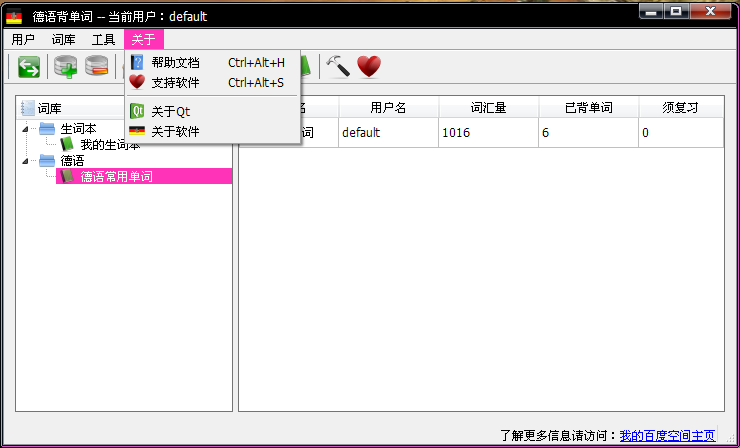 德语背单词 -- 当前用户：default
用户 词库 工具 关于
帮助文档 Ctrl+Alt+H
支持软件 Ctrl+Alt+S
Qt 关于Qt
关于软件
词库
名 用户名 词汇量 已背单词 须复习
词 default 1016 6 0
生词本
我的生词本
德语
德语常用单词
了解更多信息请访问：我的百度空间主页